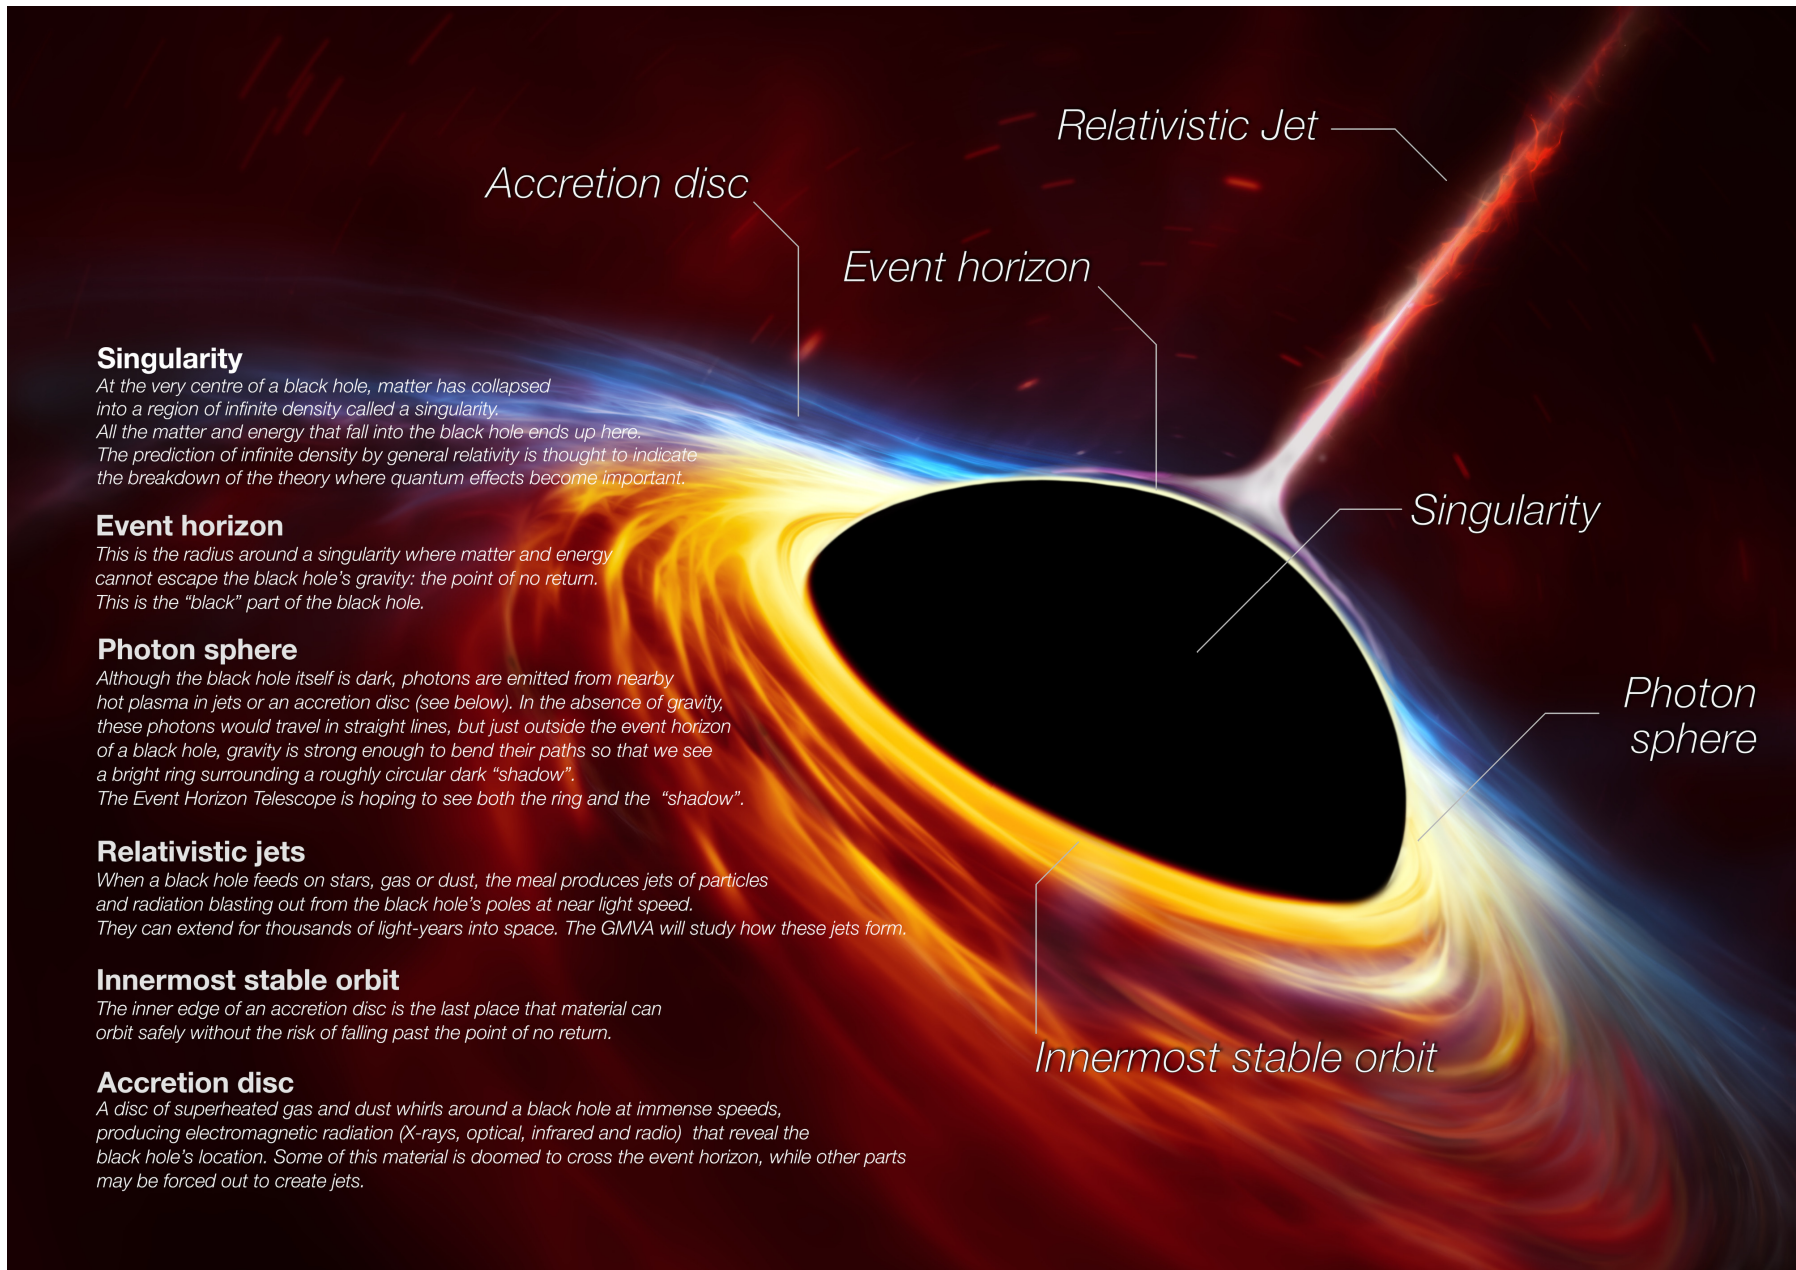 Relativistic Jet
Accretion disc
Event horizon
Singularity
At the very centre of a black hole, matter has collapsed
into a region of infinite density called a singularity.
All the matter and energy that fall into the black hole ends up here.
The prediction of infinite density by general relativity is thought to indicate
the breakdown of the theory where quantum effects become important.
Event horizon
This is the radius around a singularity where matter and energy
cannot escape the black hole’s gravity: the point of no return.
This is the “black” part of the black hole.
Photon sphere
Although the black hole itself is dark, photons are emitted from nearby
hot plasma in jets or an accretion disc (see below). In the absence of gravity,
these photons would travel in straight lines, but just outside the event horizon
of a black hole, gravity is strong enough to bend their paths so that we see
a bright ring surrounding a roughly circular dark “shadow”.
The Event Horizon Telescope is hoping to see both the ring and the “shadow”.
Relativistic jets
When a black hole feeds on stars, gas or dust, the meal produces jets of particles
and radiation blasting out from the black hole’s poles at near light speed.
They can extend for thousands of light-years into space. The GMVA will study how these jets form.
Innermost stable orbit
The inner edge of an accretion disc is the last place that material can
orbit safely without the risk of falling past the point of no return.
Accretion disc
A disc of superheated gas and dust whirls around a black hole at immense speeds,
producing electromagnetic radiation (X-rays, optical, infrared and radio) that reveal the
black hole’s location. Some of this material is doomed to cross the event horizon, while other parts
may be forced out to create jets.
Singularity
Photon
sphere
Innermost stable orbit